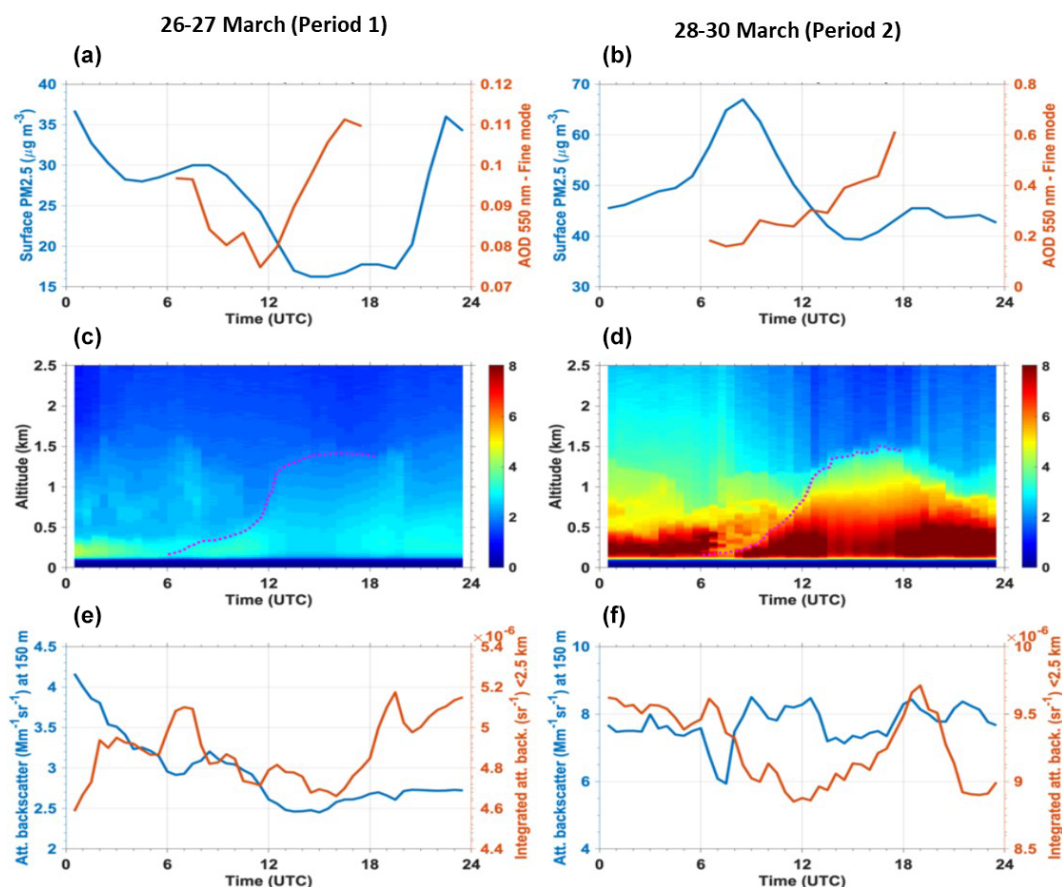 26-27 March (Period 1)
28-30 March (Period 2)
(a)
(b)
Surface PM2.5 (μg m⁻³)
40
35
30
25
20
15
0.12
0.11
0.1
0.09
0.08
0.07
AOD 550 nm - Fine mode
0 6 12 18 24
Time (UTC)
Surface PM2.5 (μg m⁻³)
70
60
50
40
30
0.8
0.6
0.4
0.2
0
AOD 550 nm - Fine mode
0 6 12 18 24
Time (UTC)
(c)
(d)
Altitude (km)
2.5
2
1.5
1
0.5
0
8
6
4
2
0
0 6 12 18 24
Time (UTC)
Altitude (km)
2.5
2
1.5
1
0.5
0
8
6
4
2
0
0 6 12 18 24
Time (UTC)
(e)
(f)
Att. backscatter (Mm⁻¹sr⁻¹) at 150 m
4.5
4
3.5
3
2.5
2
×10⁻⁶
5.4
5.2
5
4.8
4.6
4.4
Integrated att. back. (sr⁻¹) <2.5 km
0 6 12 18 24
Time (UTC)
Att. backscatter (Mm⁻¹sr⁻¹) at 150 m
10
8
6
4
×10⁻⁶
10
9.5
9
8.5
Integrated att. back. (sr⁻¹) <2.5 km
0 6 12 18 24
Time (UTC)